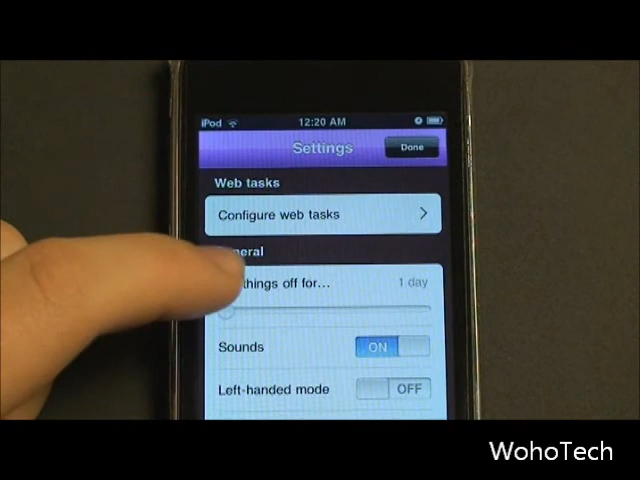 iPod 12:20 AM
Settings Done
Web tasks
Configure web tasks
neral
things off for... 1 day
Sounds ON
Left-handed mode OFF
WohoTech